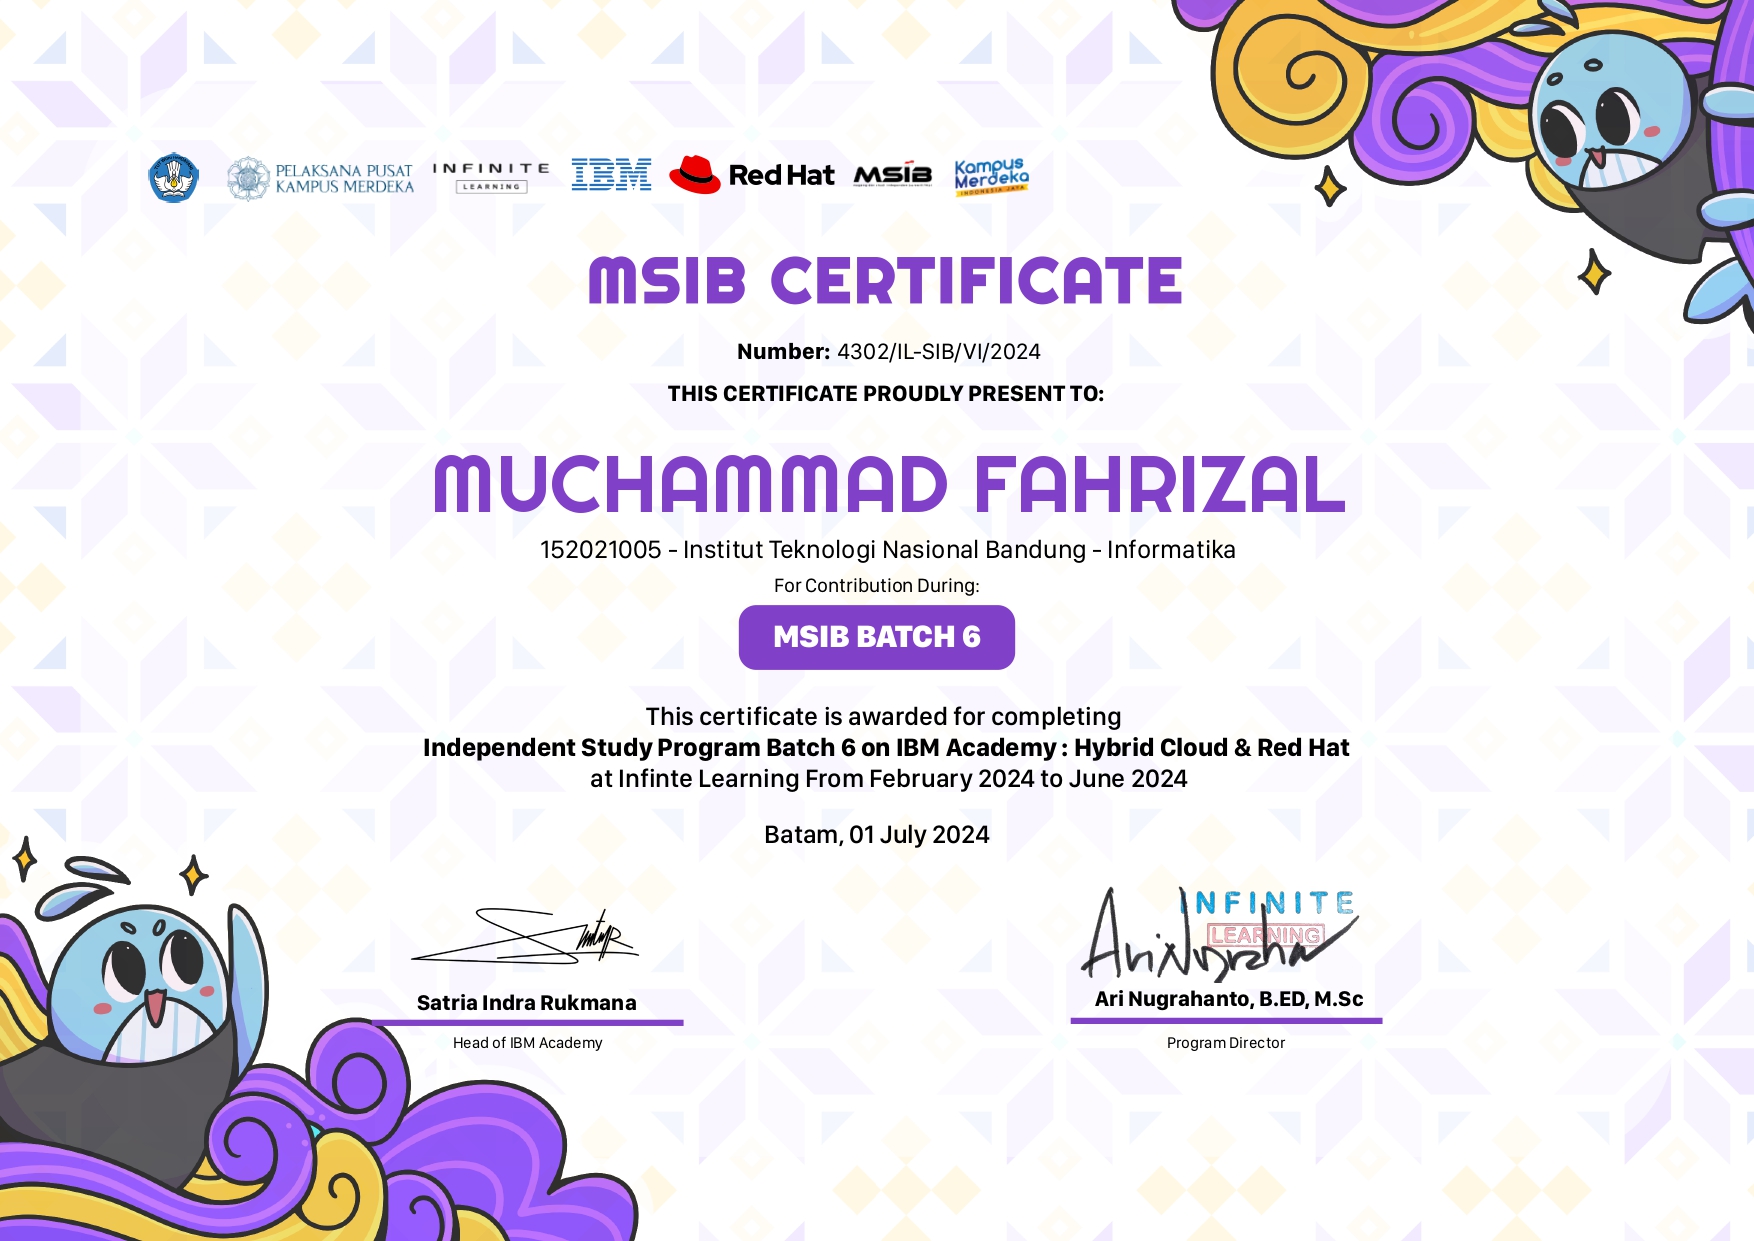 PELAKSANA PUSAT
KAMPUS MERDEKA
INFINITE
LEARNING
IBM
Red Hat
MSIB
Kampus
Merdeka
INDONESIA JAYA
MSIB CERTIFICATE
Number: 4302/IL-SIB/VI/2024
THIS CERTIFICATE PROUDLY PRESENT TO:
MUCHAMMAD FAHRIZAL
152021005 - Institut Teknologi Nasional Bandung - Informatika
For Contribution During:
MSIB BATCH 6
This certificate is awarded for completing
Independent Study Program Batch 6 on IBM Academy : Hybrid Cloud & Red Hat
at Infinte Learning From February 2024 to June 2024
Batam, 01 July 2024
INFINITE
LEARNING
Ari Nugraha
Satria Indra Rukmana
Head of IBM Academy
Ari Nugrahanto, B.ED, M.Sc
Program Director